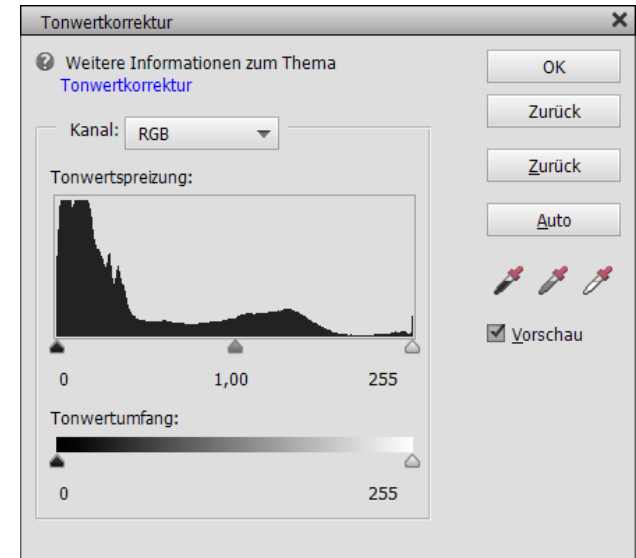 Tonwertkorrektur
Weitere Informationen zum Thema
Tonwertkorrektur
OK
Zurück
Kanal: RGB
Zurück
Tonwertspreizung:
Auto
Vorschau
0 1,00 255
Tonwertumfang:
0 255